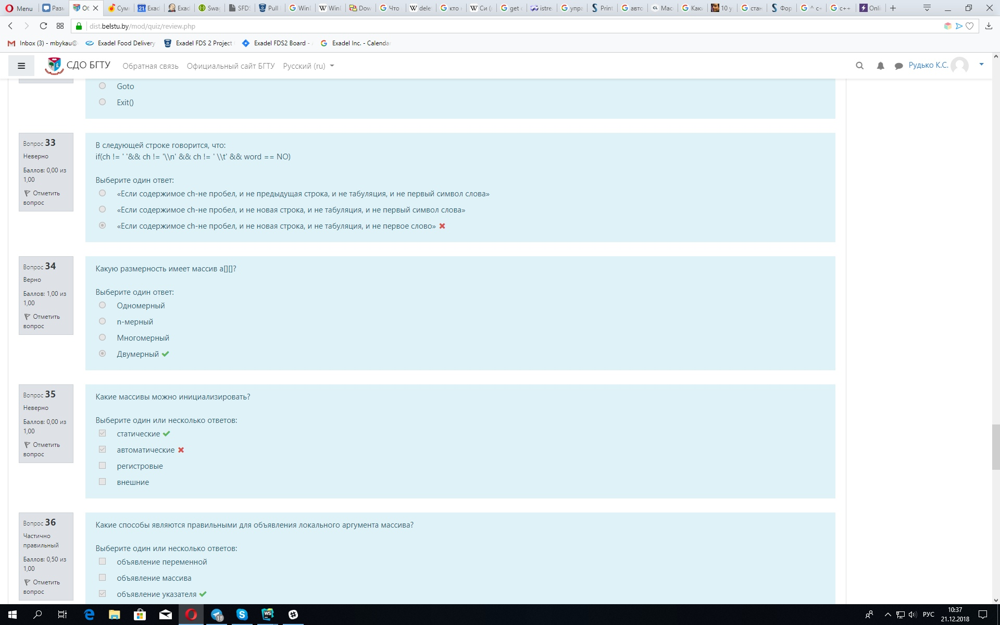 Menu
Разм
Об
Сум
Exad
Exad
Swag
SFDS
Pull
Winl
Winl
Dow
Что
dele
кто
Си (
get
istre
упра
Print
авто
Мас
Как
10 у
стан
Фор
^ c+
c++
Onli
dist.belstu.by/mod/quiz/review.php
Inbox (3) - mbykau@
Exadel Food Delivery
Exadel FDS 2 Project
Exadel FDS2 Board -
Exadel Inc. - Calenda
СДО БГТУ
Обратная связь
Официальный сайт БГТУ
Русский (ru)
Рудько К.С.
Goto
Exit()
Вопрос 33
Неверно
Баллов: 0,00 из
1,00
Отметить
вопрос
В следующей строке говорится, что:
if(ch != ' '&& ch != '\\n' && ch != ' \\t' && word == NO)
Выберите один ответ:
«Если содержимое ch-не пробел, и не предыдущая строка, и не табуляция, и не первый символ слова»
«Если содержимое ch-не пробел, и не новая строка, и не табуляция, и не первый символ слова»
«Если содержимое ch-не пробел, и не новая строка, и не табуляция, и не первое слово»
Вопрос 34
Верно
Баллов: 1,00 из
1,00
Отметить
вопрос
Какую размерность имеет массив a[][]?
Выберите один ответ:
Одномерный
n-мерный
Многомерный
Двумерный
Вопрос 35
Неверно
Баллов: 0,00 из
1,00
Отметить
вопрос
Какие массивы можно инициализировать?
Выберите один или несколько ответов:
статические
автоматические
регистровые
внешние
Вопрос 36
Частично
правильный
Баллов: 0,50 из
1,00
Отметить
вопрос
Какие способы являются правильными для объявления локального аргумента массива?
Выберите один или несколько ответов:
объявление переменной
объявление массива
объявление указателя
18
РУС
10:37
21.12.2018